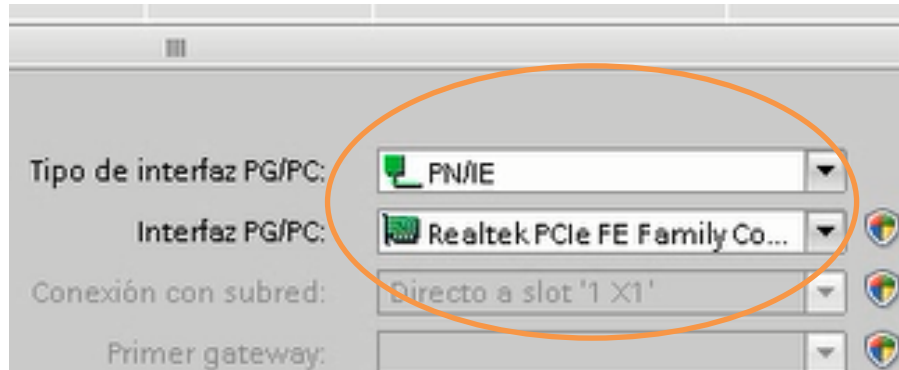 Tipo de interfaz PG/PC: PN/IE
Interfaz PG/PC: Realtek PCIe FE Family Co...
Conexión con subred: Directo a slot '1 X1'
Primer gateway: